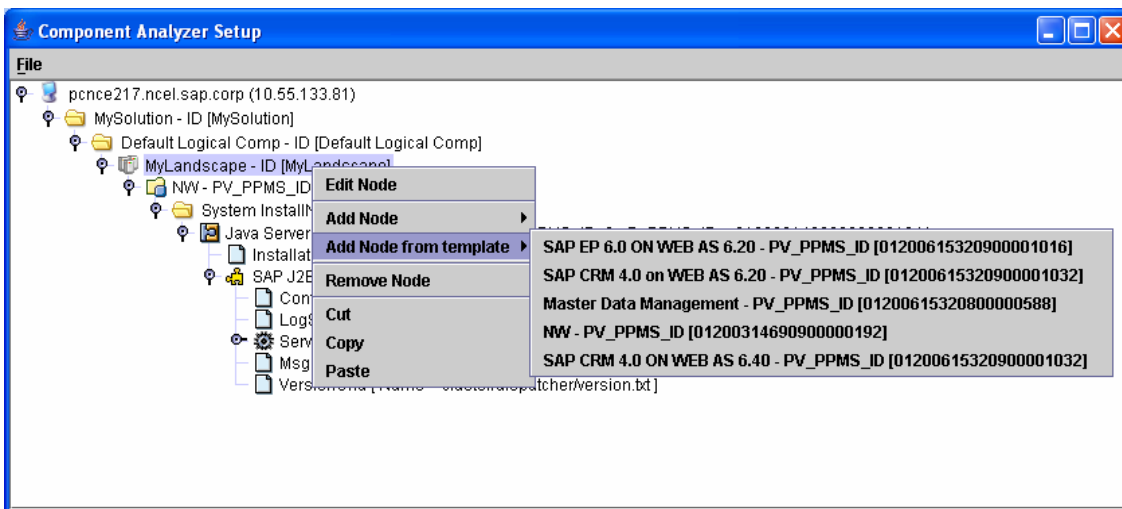 Component Analyzer Setup
File
pcnce217.ncel.sap.corp (10.55.133.81)
MySolution - ID [MySolution]
Default Logical Comp - ID [Default Logical Comp]
MyLandscape - ID [MyLandscape]
NW - PV_PPMS_ID
Edit Node
System InstallN
Add Node
Java Server
Add Node from template
SAP EP 6.0 ON WEB AS 6.20 - PV_PPMS_ID [01200615320900001016]
Installat
SAP J2E
Remove Node
SAP CRM 4.0 on WEB AS 6.20 - PV_PPMS_ID [01200615320900001032]
Con
Master Data Management - PV_PPMS_ID [01200615320800000588]
LogS
Cut
NW - PV_PPMS_ID [01200314690900000192]
Serv
Copy
Msg
Paste
SAP CRM 4.0 ON WEB AS 6.40 - PV_PPMS_ID [01200615320900001032]
/version.txt ]